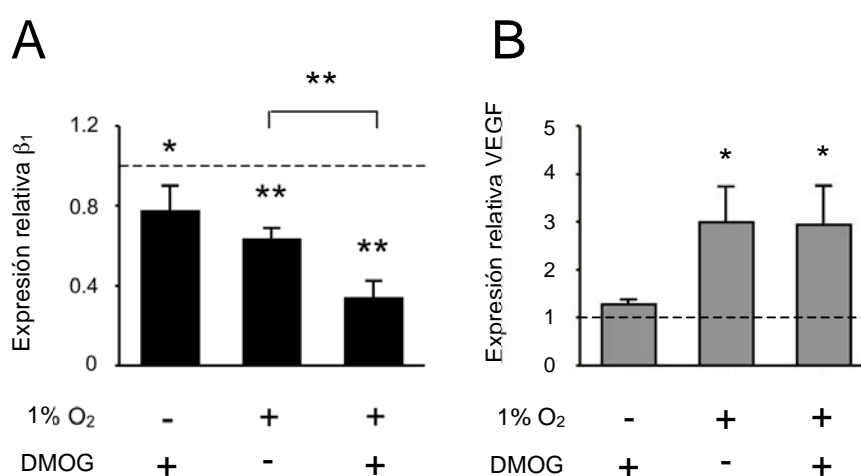 A
Expresión relativa β1
1.2
0.8
0.4
0
*
**
**
**
1% O2 - + +
DMOG + - +
B
Expresión relativa VEGF
5
4
3
2
1
0
*
*
1% O2 - + +
DMOG + - +